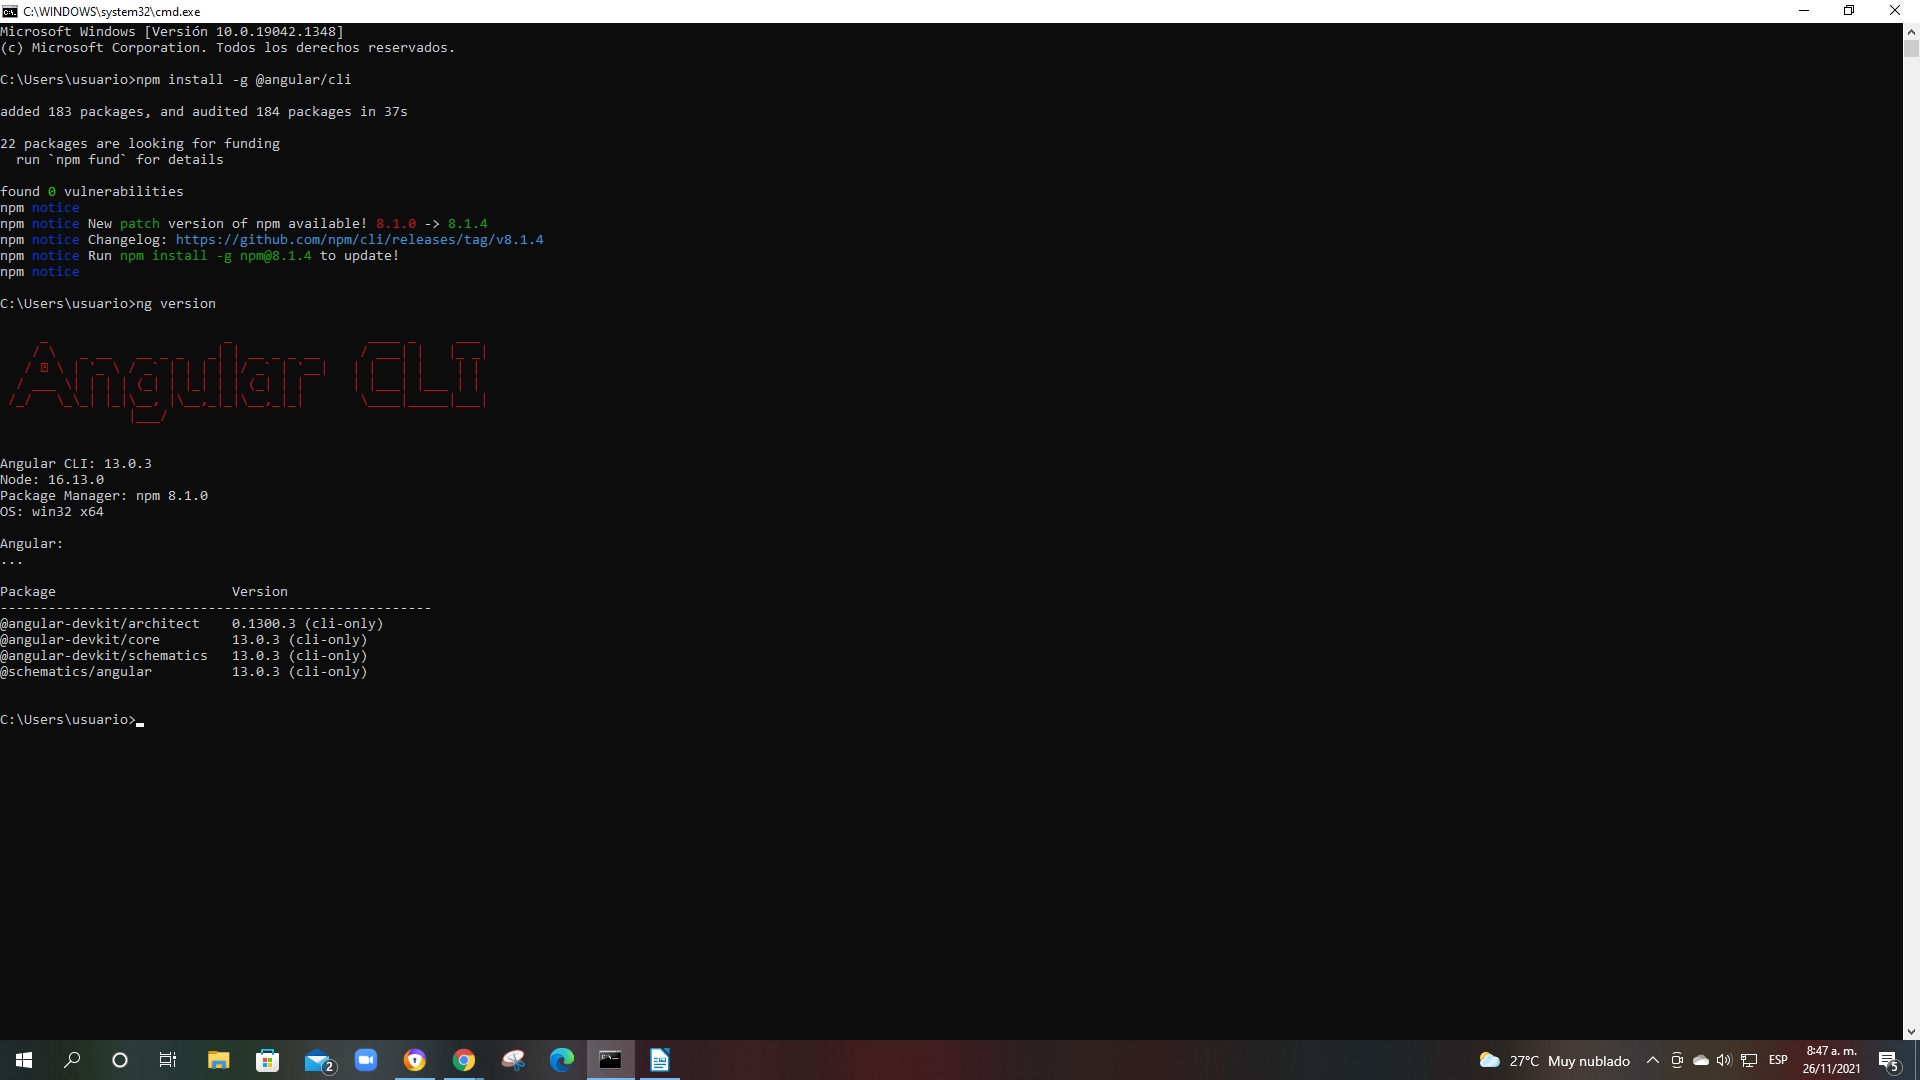 C:\WINDOWS\system32\cmd.exe
Microsoft Windows [Versión 10.0.19042.1348]
(c) Microsoft Corporation. Todos los derechos reservados.
C:\Users\usuario>npm install -g @angular/cli
added 183 packages, and audited 184 packages in 37s
22 packages are looking for funding
  run `npm fund` for details
found 0 vulnerabilities
npm notice
npm notice New patch version of npm available! 8.1.0 -> 8.1.4
npm notice Changelog: https://github.com/npm/cli/releases/tag/v8.1.4
npm notice Run npm install -g npm@8.1.4 to update!
npm notice
C:\Users\usuario>ng version
Angular CLI
Angular CLI: 13.0.3
Node: 16.13.0
Package Manager: npm 8.1.0
OS: win32 x64
Angular:
...
Package                      Version
------------------------------------------------------
@angular-devkit/architect    0.1300.3 (cli-only)
@angular-devkit/core         13.0.3 (cli-only)
@angular-devkit/schematics   13.0.3 (cli-only)
@schematics/angular          13.0.3 (cli-only)
C:\Users\usuario>
2
27°C Muy nublado
ESP
8:47 a. m.
26/11/2021
5